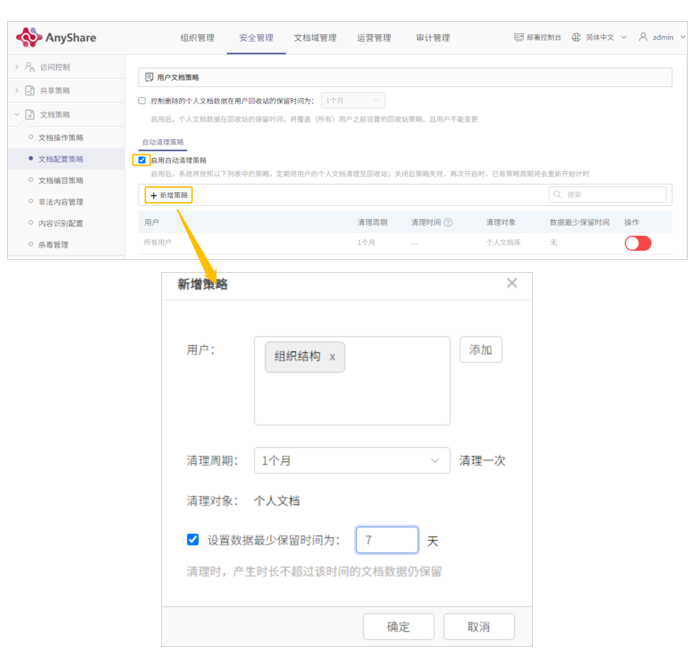 AnyShare 组织管理 安全管理 文档域管理 运营管理 审计管理 部署控制台 简体中文 admin
访问控制
共享策略
文档策略
文档操作策略
文档配置策略
文档编目策略
非法内容管理
内容识别配置
杀毒管理
用户文档策略
控制删除的个人文档数据在用户回收站的保留时间为： 1个月
启用后，个人文档数据在回收站的保留时间，将覆盖（所有）用户之前设置的回收站策略，且用户不能变更
自动清理策略
启用自动清理策略
启用后，系统将按照以下列表中的策略，定期将用户的个人文档清理至回收站；关闭后策略失效，再次开启时，已有策略周期将会重新开始计时
+ 新增策略 搜索
用户 清理周期 清理时间 ? 清理对象 数据最少保留时间 操作
所有用户 1个月 --- 个人文档库 无
新增策略
用户： 组织结构 x 添加
清理周期： 1个月 清理一次
清理对象： 个人文档
设置数据最少保留时间为： 7 天
清理时，产生时长不超过该时间的文档数据仍保留
确定 取消